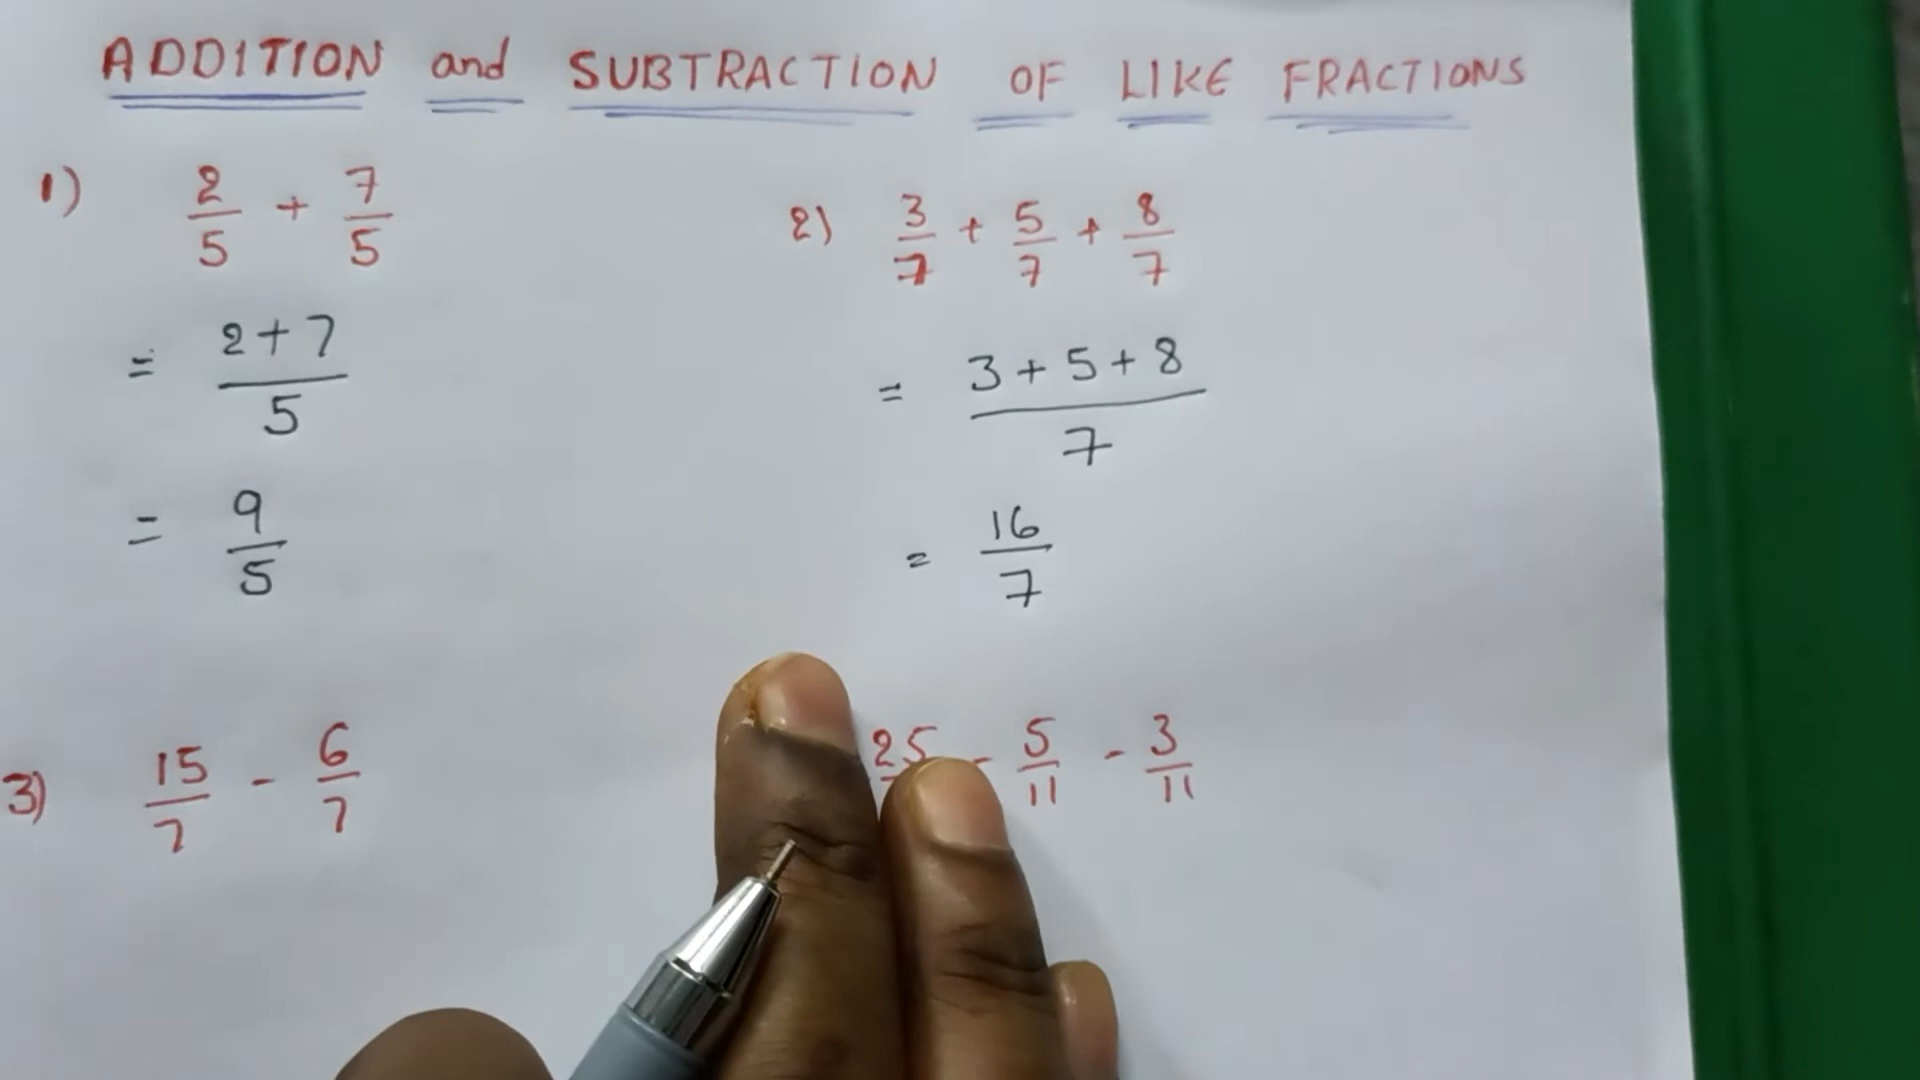 ADDITION and SUBTRACTION OF LIKE FRACTIONS
1) 2/5 + 7/5
= (2+7)/5
= 9/5
2) 3/7 + 5/7 + 8/7
= (3+5+8)/7
= 16/7
3) 15/7 - 6/7
25 - 5/11 - 3/11